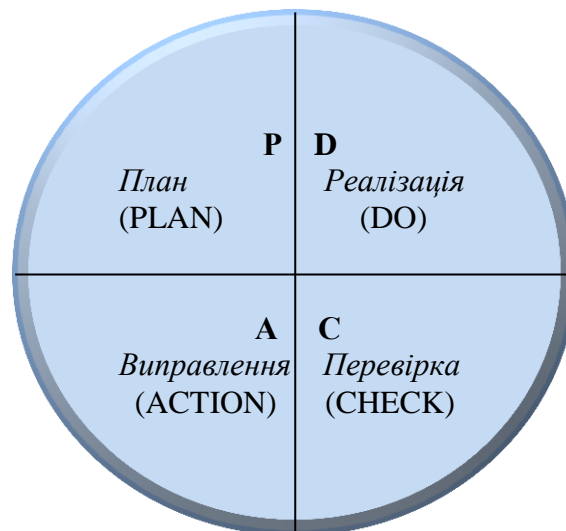 P D
План
(PLAN)
Реалізація
(DO)
A C
Виправлення
(ACTION)
Перевірка
(CHECK)